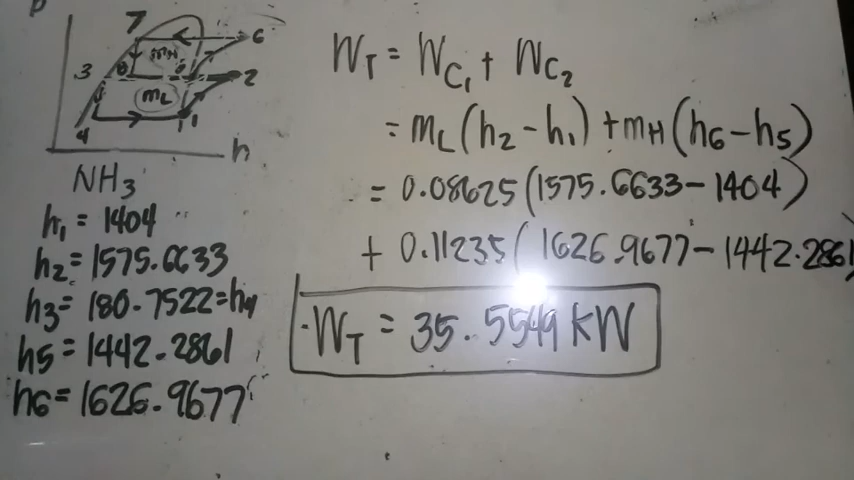 P
7
6
3
8
mH
5
2
mL
4
1
h
NH3
h1 = 1404
h2 = 1575.6633
h3 = 180.7522 = h4
h5 = 1442.2861
h6 = 1626.9677
WT = WC1 + WC2
= mL (h2 - h1) + mH (h6 - h5)
= 0.08625 (1575.6633 - 1404)
+ 0.11235 (1626.9677 - 1442.2861)
WT = 35.5549 KW